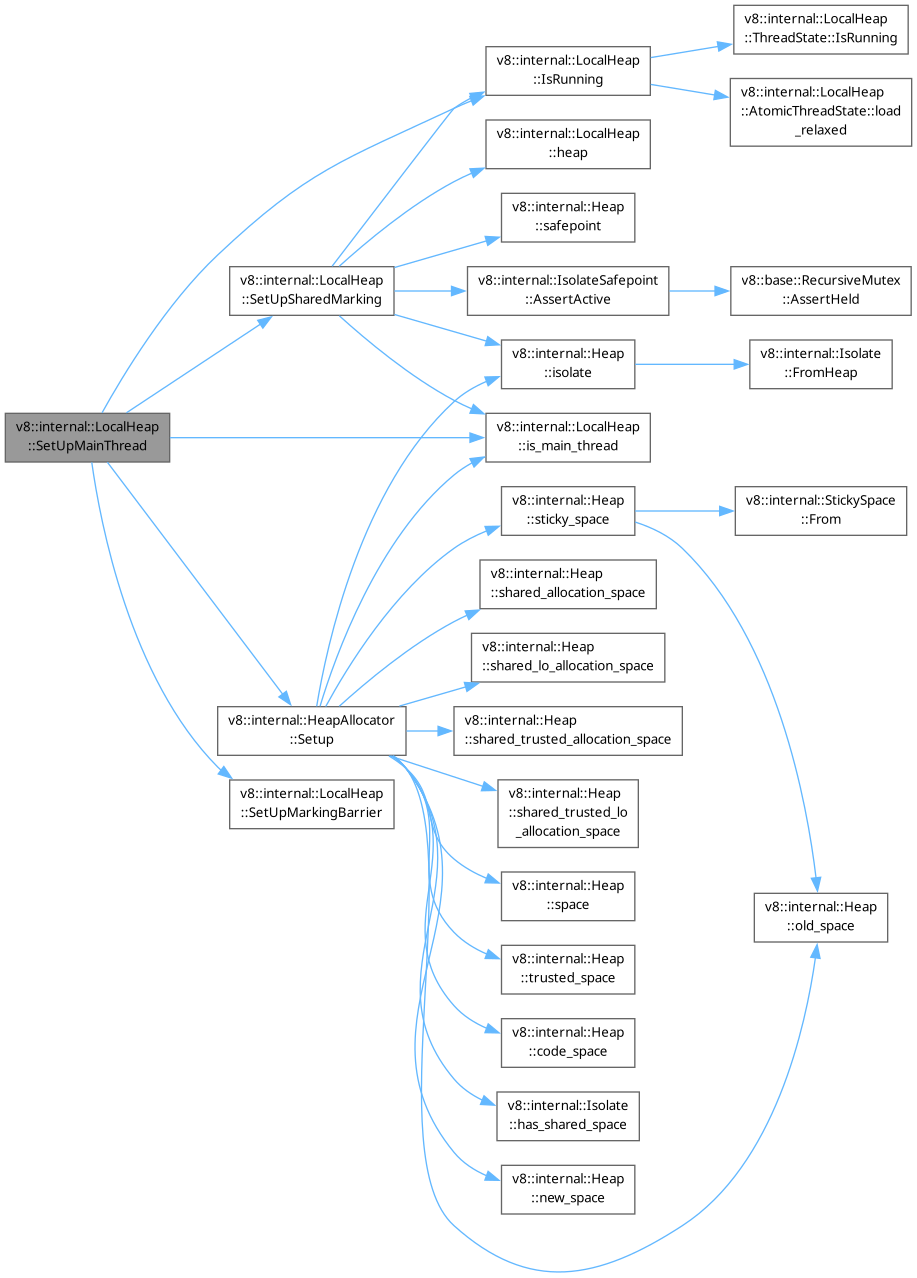 v8::internal::LocalHeap
::SetUpMainThread
v8::internal::LocalHeap
::SetUpSharedMarking
v8::internal::HeapAllocator
::Setup
v8::internal::LocalHeap
::SetUpMarkingBarrier
v8::internal::LocalHeap
::IsRunning
v8::internal::LocalHeap
::heap
v8::internal::Heap
::safepoint
v8::internal::IsolateSafepoint
::AssertActive
v8::internal::Heap
::isolate
v8::internal::LocalHeap
::is_main_thread
v8::internal::Heap
::sticky_space
v8::internal::Heap
::shared_allocation_space
v8::internal::Heap
::shared_lo_allocation_space
v8::internal::Heap
::shared_trusted_allocation_space
v8::internal::Heap
::shared_trusted_lo
_allocation_space
v8::internal::Heap
::space
v8::internal::Heap
::trusted_space
v8::internal::Heap
::code_space
v8::internal::Isolate
::has_shared_space
v8::internal::Heap
::new_space
v8::internal::LocalHeap
::ThreadState::IsRunning
v8::internal::LocalHeap
::AtomicThreadState::load
_relaxed
v8::base::RecursiveMutex
::AssertHeld
v8::internal::Isolate
::FromHeap
v8::internal::StickySpace
::From
v8::internal::Heap
::old_space